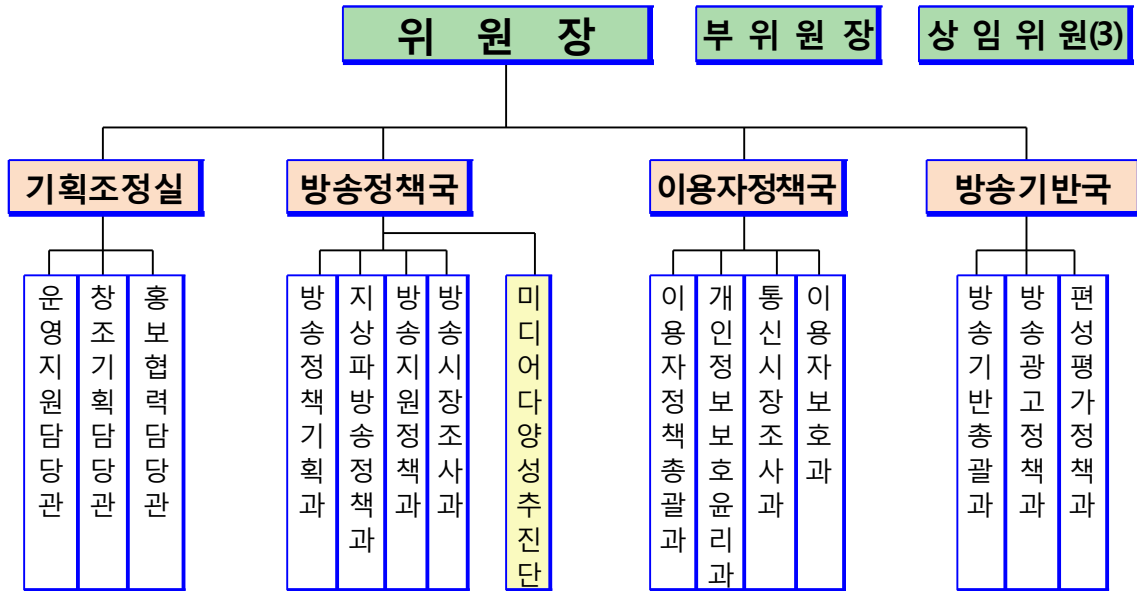 위 원 장
부 위 원 장
상 임 위 원(3)
기획조정실
방송정책국
이용자정책국
방송기반국
운영지원담당관
창조기획담당관
홍보협력담당관
방송정책기획과
지상파방송정책과
방송지원정책과
방송시장조사과
미디어다양성추진단
이용자정책총괄과
개인정보보호윤리과
통신시장조사과
이용자보호과
방송기반총괄과
방송광고정책과
편성평가정책과